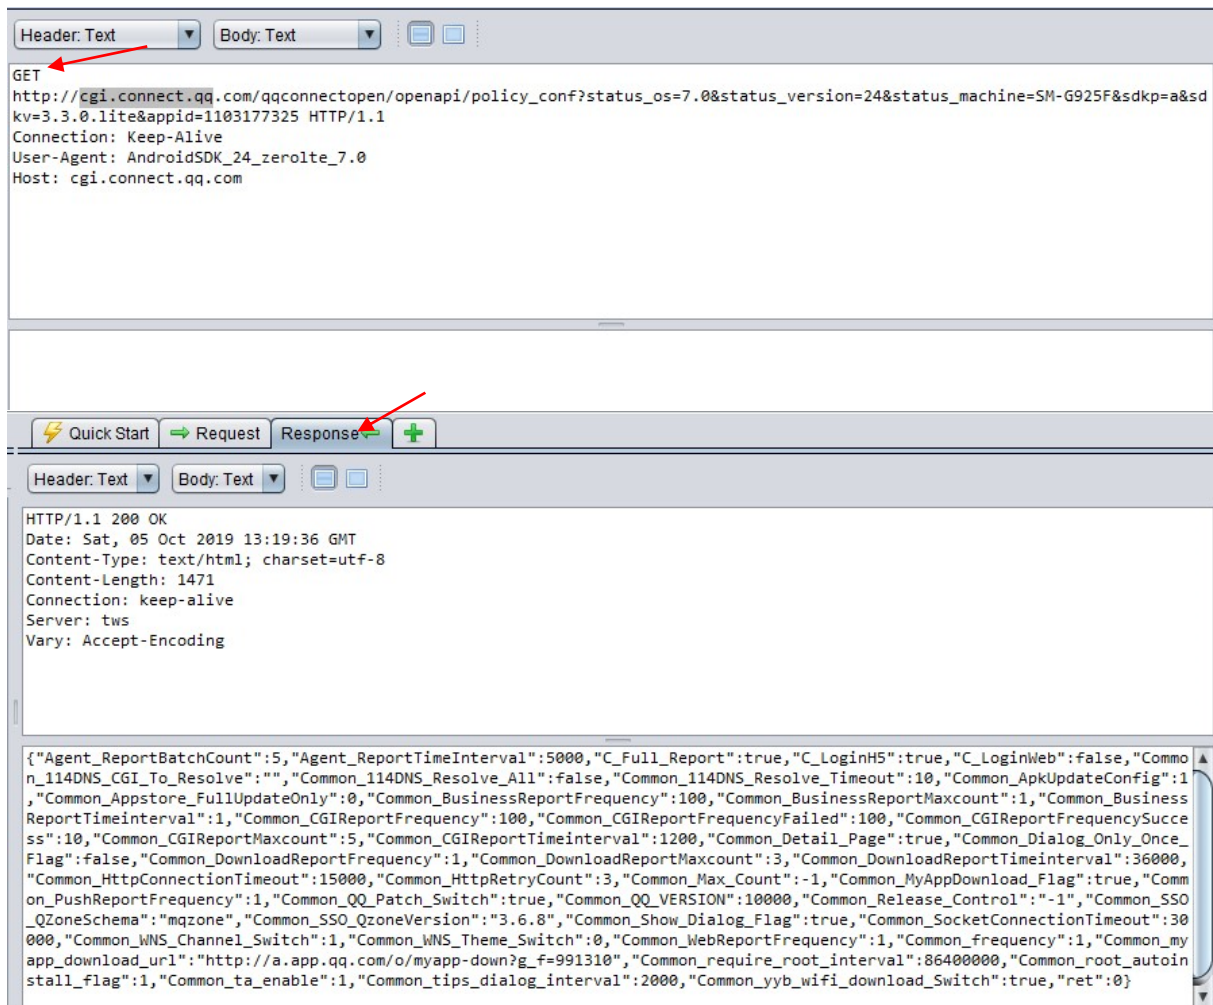 Header: Text Body: Text
GET
http://cgi.connect.qq.com/qqconnectopen/openapi/policy_conf?status_os=7.0&status_version=24&status_machine=SM-G925F&sdkp=a&sd
kv=3.3.0.lite&appid=1103177325 HTTP/1.1
Connection: Keep-Alive
User-Agent: AndroidSDK_24_zerolte_7.0
Host: cgi.connect.qq.com
Quick Start Request Response
Header: Text Body: Text
HTTP/1.1 200 OK
Date: Sat, 05 Oct 2019 13:19:36 GMT
Content-Type: text/html; charset=utf-8
Content-Length: 1471
Connection: keep-alive
Server: tws
Vary: Accept-Encoding
{"Agent_ReportBatchCount":5,"Agent_ReportTimeInterval":5000,"C_Full_Report":true,"C_LoginH5":true,"C_LoginWeb":false,"Commo
n_114DNS_CGI_To_Resolve":"","Common_114DNS_Resolve_All":false,"Common_114DNS_Resolve_Timeout":10,"Common_ApkUpdateConfig":1
,"Common_Appstore_FullUpdateOnly":0,"Common_BusinessReportFrequency":100,"Common_BusinessReportMaxcount":1,"Common_Business
ReportTimeinterval":1,"Common_CGIReportFrequency":100,"Common_CGIReportFrequencyFailed":100,"Common_CGIReportFrequencySucce
ss":10,"Common_CGIReportMaxcount":5,"Common_CGIReportTimeinterval":1200,"Common_Detail_Page":true,"Common_Dialog_Only_Once_
Flag":false,"Common_DownloadReportFrequency":1,"Common_DownloadReportMaxcount":3,"Common_DownloadReportTimeinterval":36000,
"Common_HttpConnectionTimeout":15000,"Common_HttpRetryCount":3,"Common_Max_Count":-1,"Common_MyAppDownload_Flag":true,"Comm
on_PushReportFrequency":1,"Common_QQ_Patch_Switch":true,"Common_QQ_VERSION":10000,"Common_Release_Control":"-1","Common_SSO
_QZoneSchema":"mqzone","Common_SSO_QzoneVersion":"3.6.8","Common_Show_Dialog_Flag":true,"Common_SocketConnectionTimeout":30
000,"Common_WNS_Channel_Switch":1,"Common_WNS_Theme_Switch":0,"Common_WebReportFrequency":1,"Common_frequency":1,"Common_my
app_download_url":"http://a.app.qq.com/o/myapp-down?g_f=991310","Common_require_root_interval":86400000,"Common_root_autoin
stall_flag":1,"Common_ta_enable":1,"Common_tips_dialog_interval":2000,"Common_yyb_wifi_download_Switch":true,"ret":0}